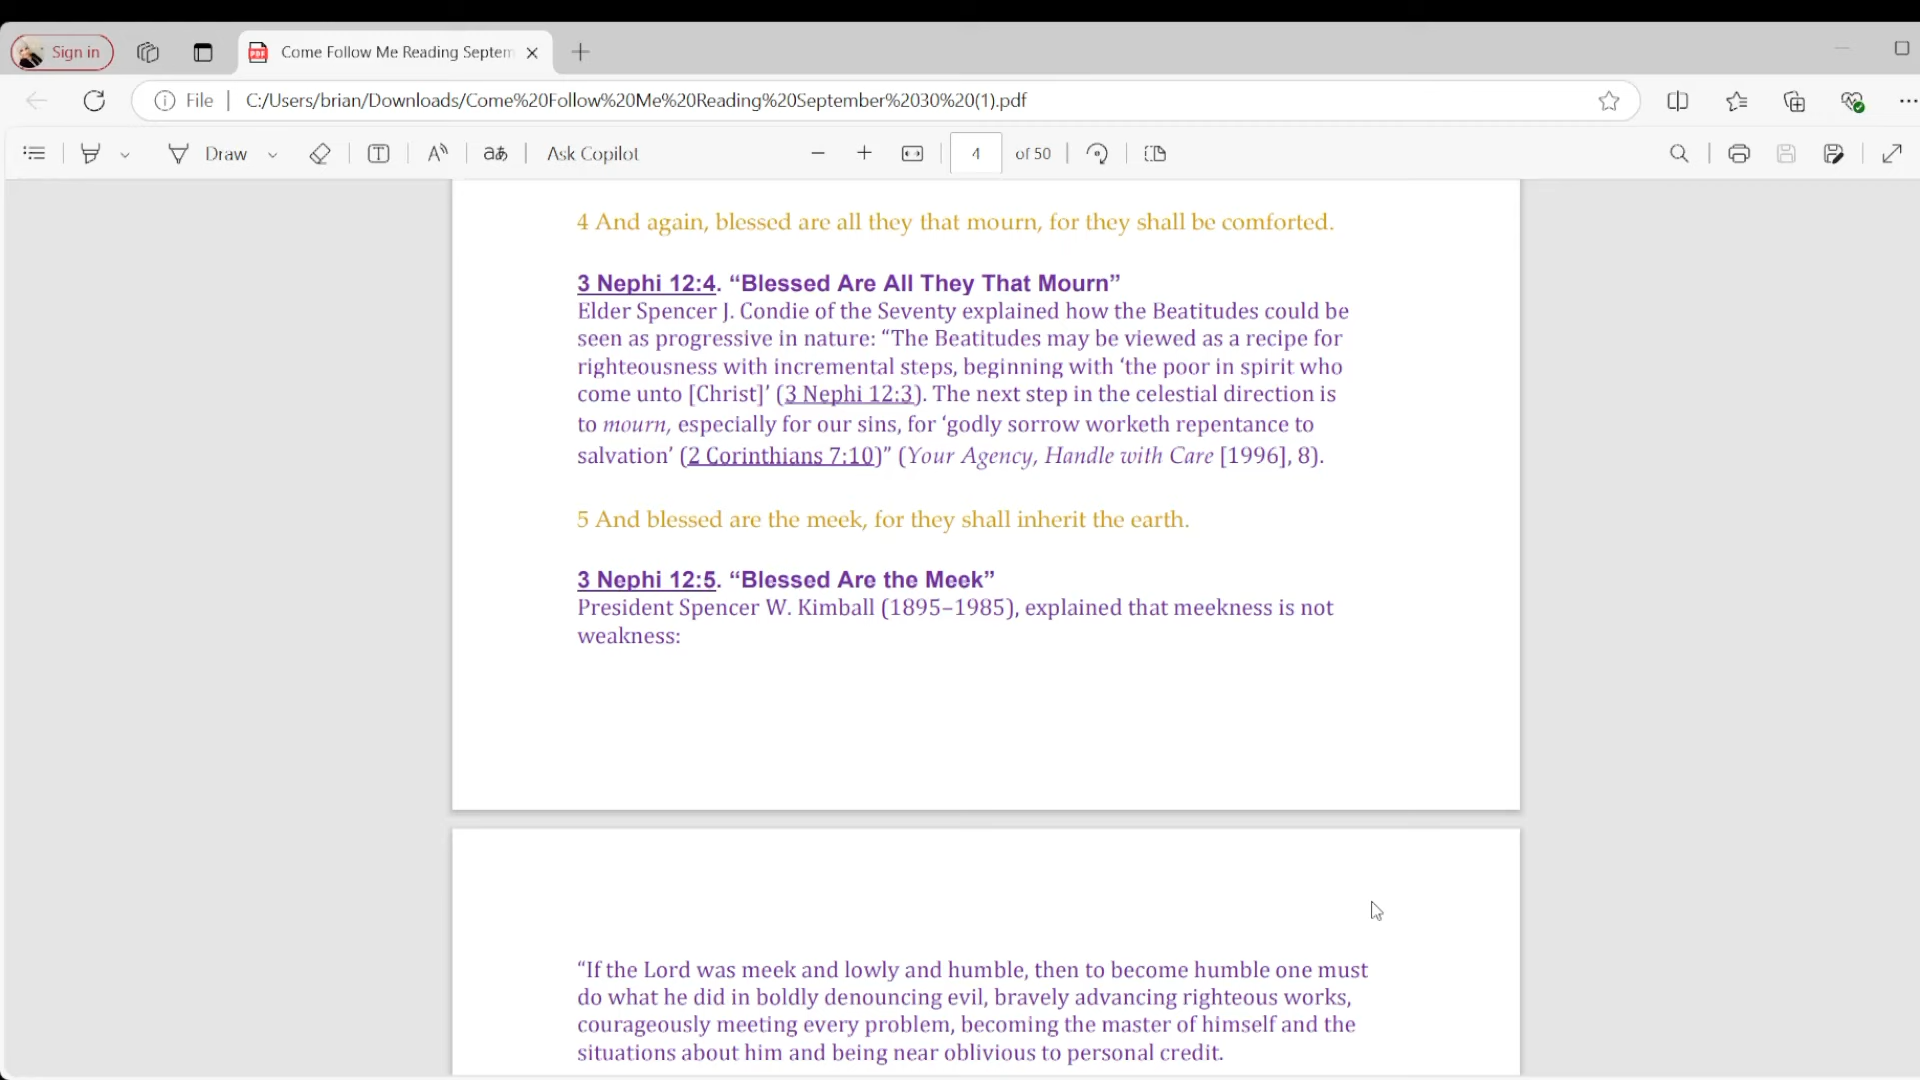 Sign in
Come Follow Me Reading Septem
File
C:/Users/brian/Downloads/Come%20Follow%20Me%20Reading%20September%2030%20(1).pdf
Draw
Ask Copilot
4 of 50
4 And again, blessed are all they that mourn, for they shall be comforted.
3 Nephi 12:4. “Blessed Are All They That Mourn”
Elder Spencer J. Condie of the Seventy explained how the Beatitudes could be
seen as progressive in nature: “The Beatitudes may be viewed as a recipe for
righteousness with incremental steps, beginning with ‘the poor in spirit who
come unto [Christ]’ (3 Nephi 12:3). The next step in the celestial direction is
to mourn, especially for our sins, for ‘godly sorrow worketh repentance to
salvation’ (2 Corinthians 7:10)” (Your Agency, Handle with Care [1996], 8).
5 And blessed are the meek, for they shall inherit the earth.
3 Nephi 12:5. “Blessed Are the Meek”
President Spencer W. Kimball (1895–1985), explained that meekness is not
weakness:
“If the Lord was meek and lowly and humble, then to become humble one must
do what he did in boldly denouncing evil, bravely advancing righteous works,
courageously meeting every problem, becoming the master of himself and the
situations about him and being near oblivious to personal credit.